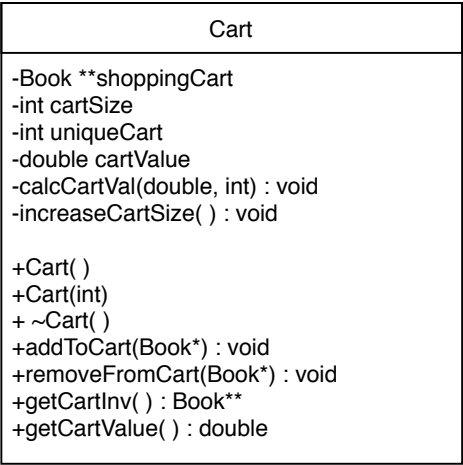 Cart
-Book **shoppingCart
-int cartSize
-int uniqueCart
-double cartValue
-calcCartVal(double, int) : void
-increaseCartSize( ) : void
+Cart( )
+Cart(int)
+ ~Cart( )
+addToCart(Book*) : void
+removeFromCart(Book*) : void
+getCartInv( ) : Book**
+getCartValue( ) : double